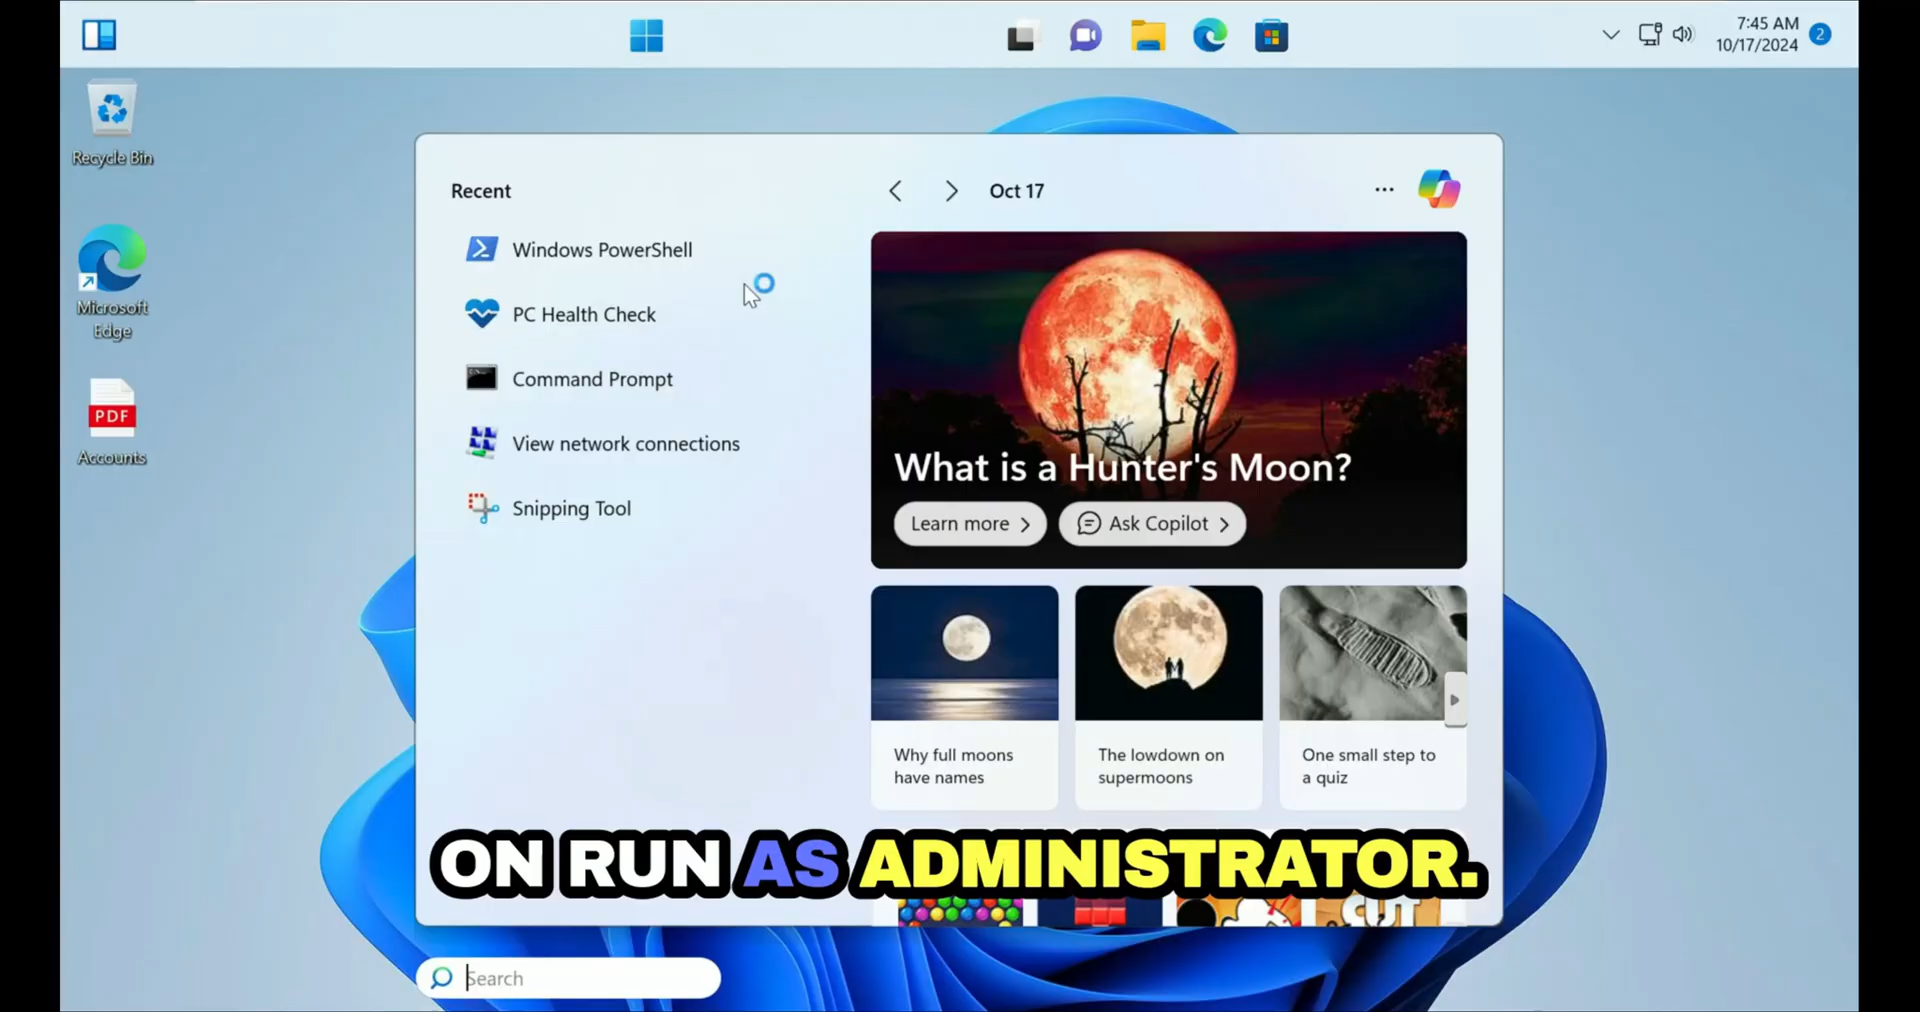 7:45 AM
10/17/2024
2
Recycle Bin
Microsoft
Edge
PDF
Accounts
Recent
Windows PowerShell
PC Health Check
Command Prompt
View network connections
Snipping Tool
Oct 17
What is a Hunter's Moon?
Learn more
Ask Copilot
Why full moons
have names
The lowdown on
supermoons
One small step to
a quiz
ON RUN AS ADMINISTRATOR.
CUT
Search